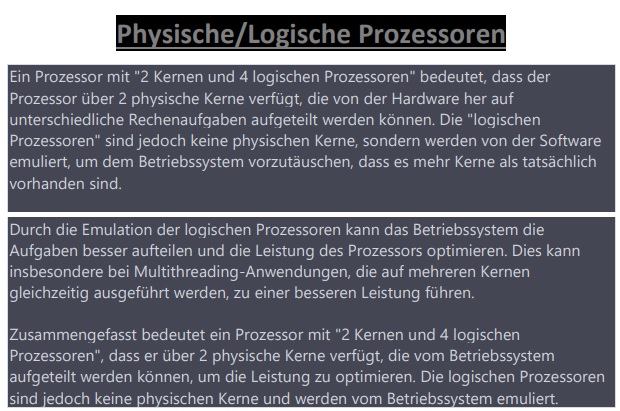 Physische/Logische Prozessoren
Ein Prozessor mit "2 Kernen und 4 logischen Prozessoren" bedeutet, dass der
Prozessor über 2 physische Kerne verfügt, die von der Hardware her auf
unterschiedliche Rechenaufgaben aufgeteilt werden können. Die "logischen
Prozessoren" sind jedoch keine physischen Kerne, sondern werden von der Software
emuliert, um dem Betriebssystem vorzutäuschen, dass es mehr Kerne als tatsächlich
vorhanden sind.
Durch die Emulation der logischen Prozessoren kann das Betriebssystem die
Aufgaben besser aufteilen und die Leistung des Prozessors optimieren. Dies kann
insbesondere bei Multithreading-Anwendungen, die auf mehreren Kernen
gleichzeitig ausgeführt werden, zu einer besseren Leistung führen.
Zusammengefasst bedeutet ein Prozessor mit "2 Kernen und 4 logischen
Prozessoren", dass er über 2 physische Kerne verfügt, die vom Betriebssystem
aufgeteilt werden können, um die Leistung zu optimieren. Die logischen Prozessoren
sind jedoch keine physischen Kerne und werden vom Betriebssystem emuliert.